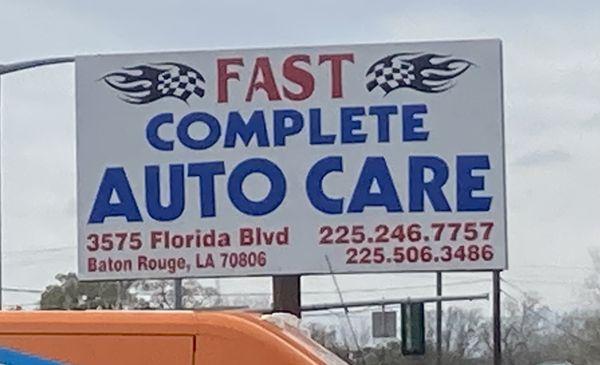 FAST
COMPLETE
AUTO CARE
3575 Florida Blvd 225.246.7757
Baton Rouge, LA 70806 225.506.3486